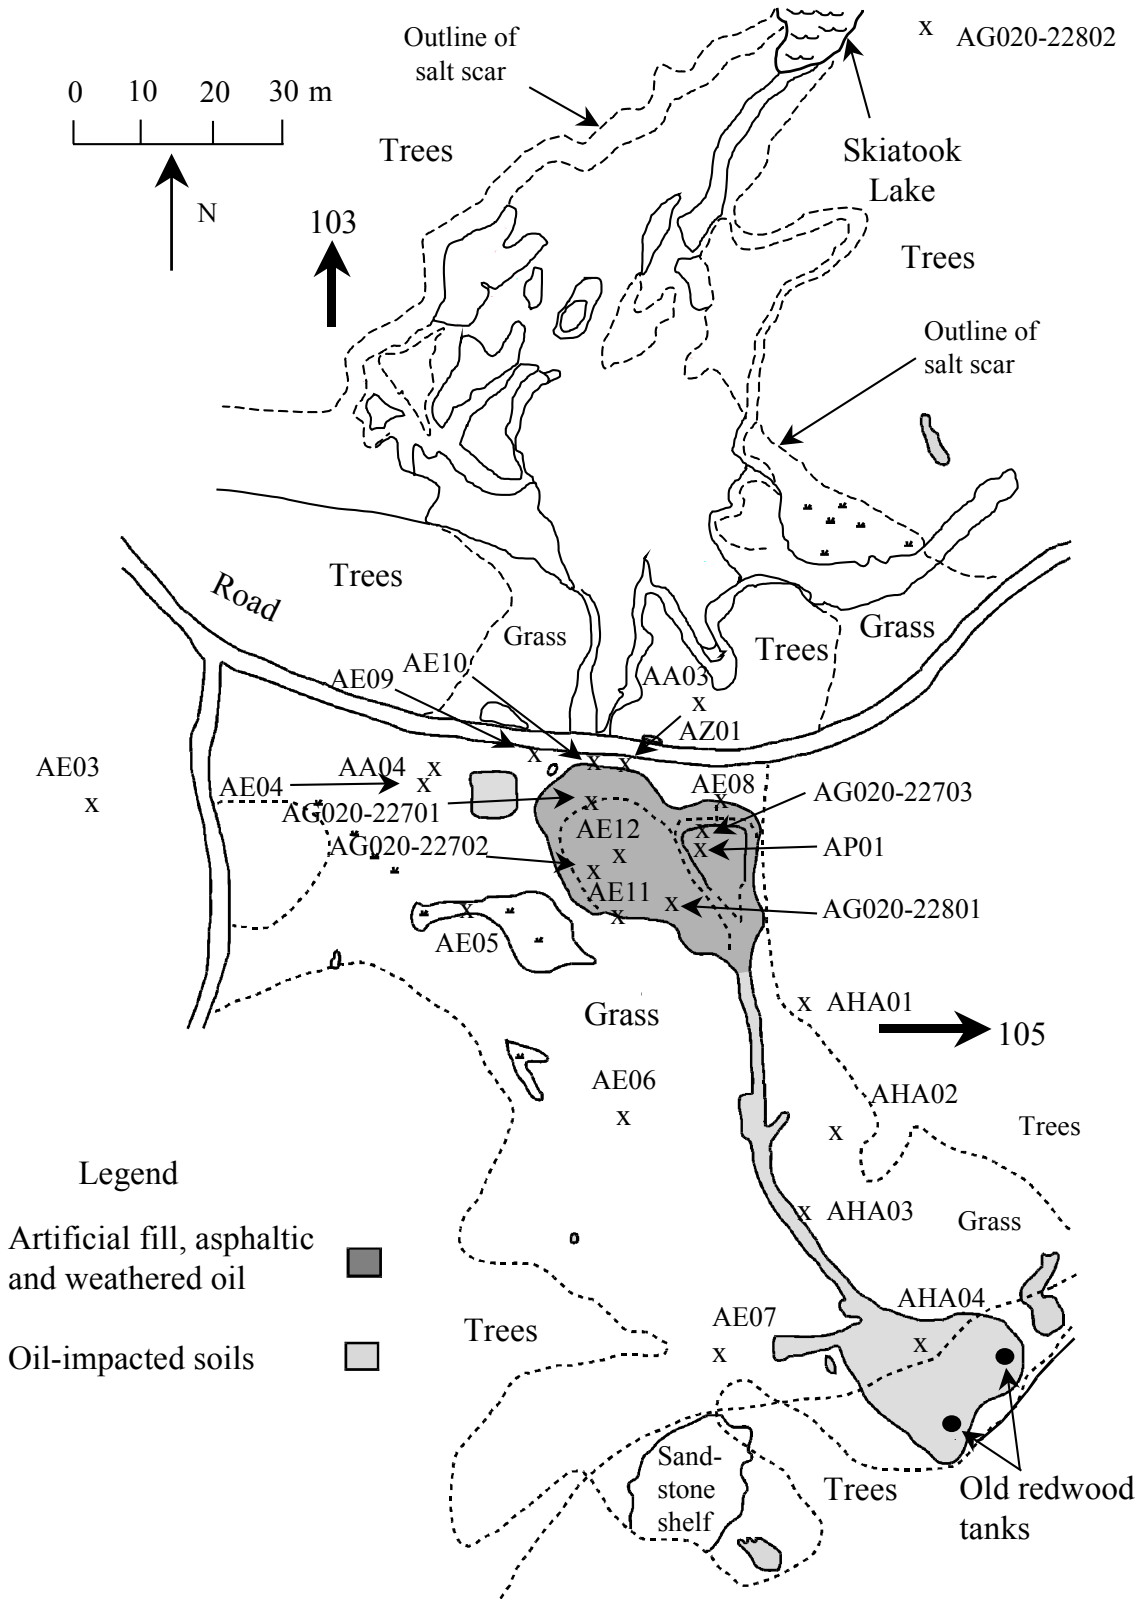 Outline of
salt scar
x AG020-22802
0 10 20 30 m
Trees
Skiatook
Lake
N
103
Trees
Outline of
salt scar
Trees
Road
Grass
Trees
Grass
AE10
AE09
AA03
x
AZ01
AE03
x
AE04
AA04
x
x
x
x
x
AE08
x
AG020-22701
x
AG020-22703
x
AE12
x
AP01
x
AG020-22702
x
AE11
x
x
AG020-22801
x
AE05
Grass
x AHA01
105
AE06
x
AHA02
x
Trees
Legend
x AHA03
Grass
Artificial fill, asphaltic
and weathered oil
AHA04
x
AE07
x
Trees
Oil-impacted soils
Sand-
stone
shelf
Trees
Old redwood
tanks